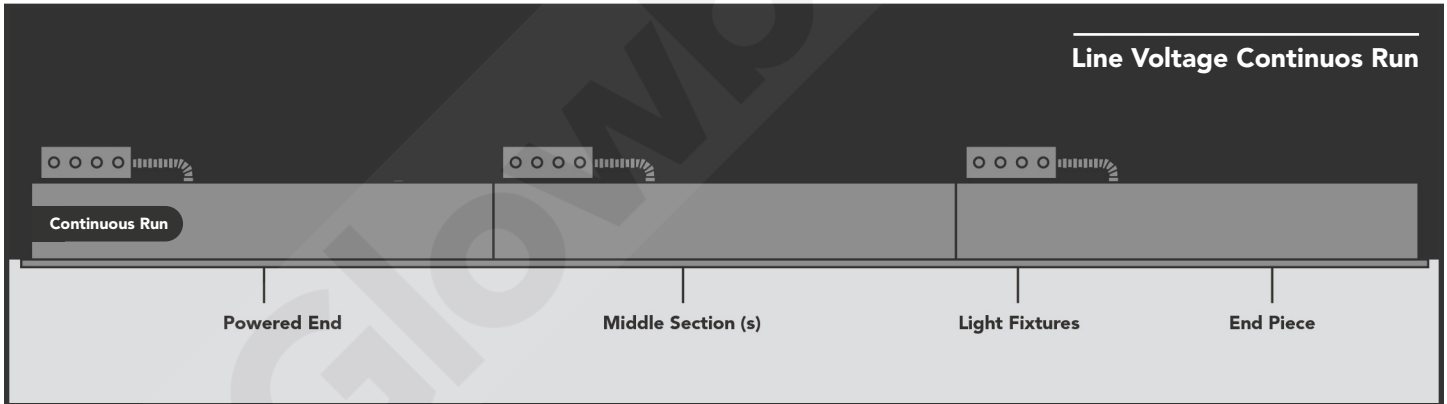 Line Voltage Continuos Run
Continuous Run
Powered End
Middle Section (s)
Light Fixtures
End Piece